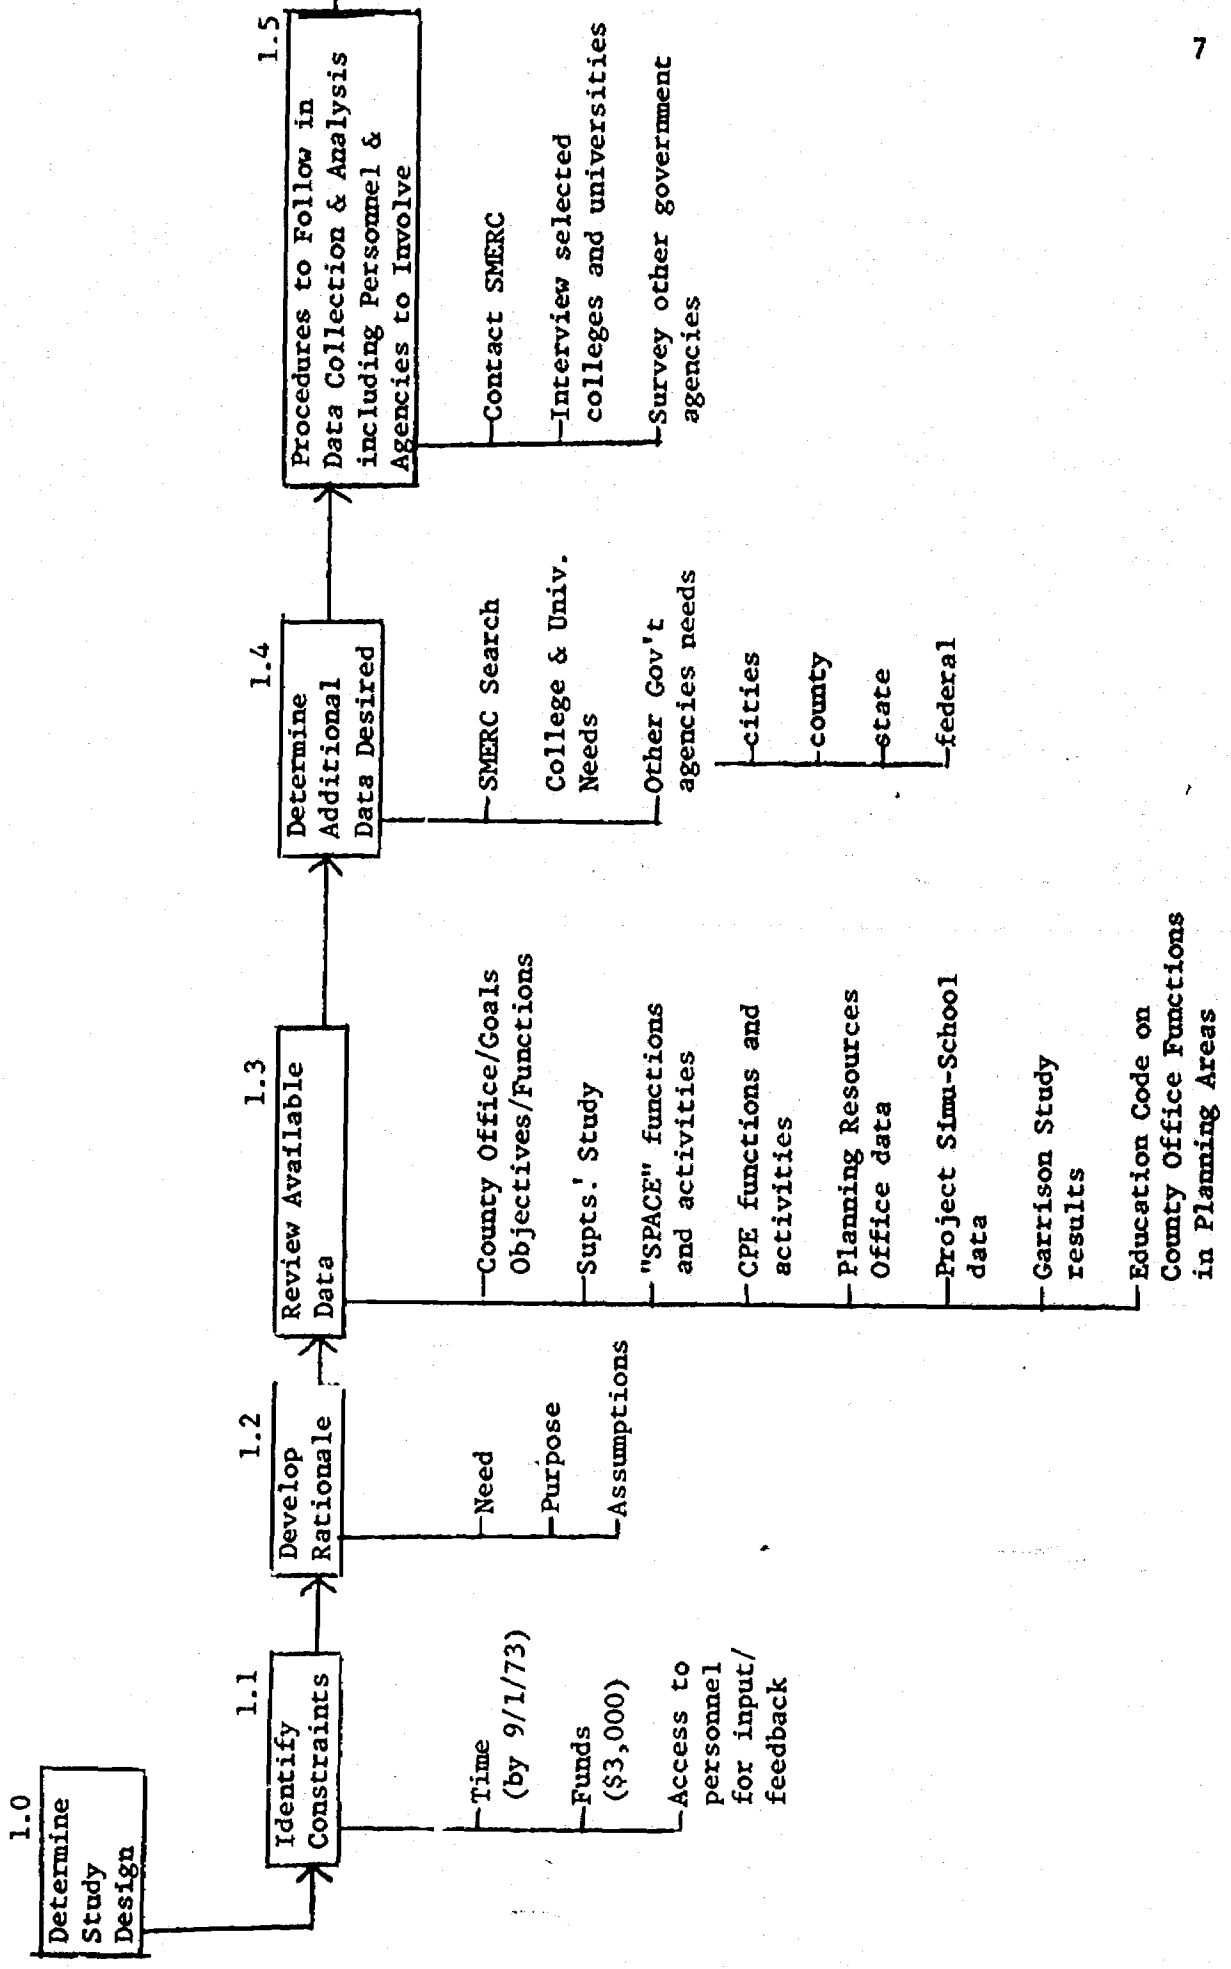 7
1.0
Determine
Study
Design
1.1
Identify
Constraints
Time
(by 9/1/73)
Funds
($3,000)
Access to
personnel
for input/
feedback
1.2
Develop
Rationale
Need
Purpose
Assumptions
1.3
Review Available
Data
County Office/Goals
Objectives/Functions
Supts.' Study
"SPACE" functions
and activities
CPE functions and
activities
Planning Resources
Office data
Project Simu-School
data
Garrison Study
results
Education Code on
County Office Functions
in Planning Areas
1.4
Determine
Additional
Data Desired
SMERC Search
College & Univ.
Needs
Other Gov't
agencies needs
cities
county
state
federal
1.5
Procedures to Follow in
Data Collection & Analysis
including Personnel &
Agencies to Involve
Contact SMERC
Interview selected
colleges and universities
Survey other government
agencies